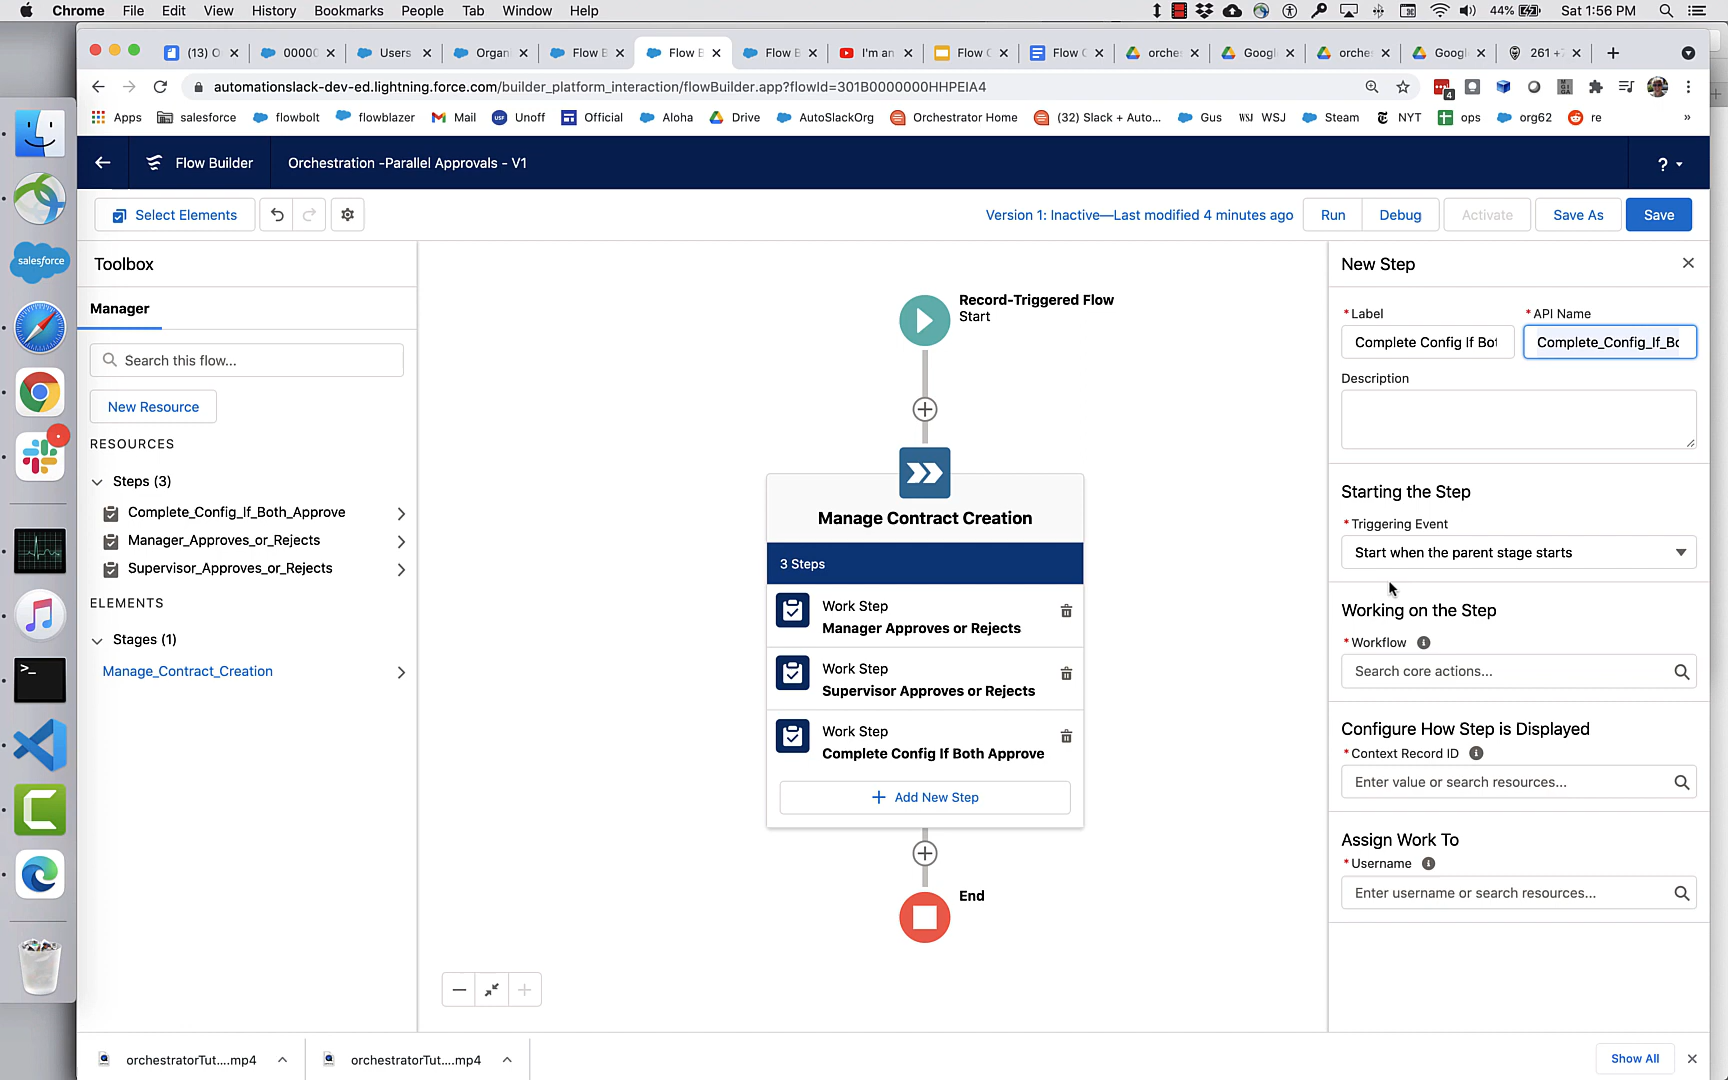 Chrome File Edit View History Bookmarks People Tab Window Help 44% Sat 1:56 PM
(13) O 0000( Users Organ Flow B Flow B Flow B I'm an Flow C Flow C orche: Googl orche: Googl 261 +
automationslack-dev-ed.lightning.force.com/builder_platform_interaction/flowBuilder.app?flowId=301B0000000HHPEIA4
4
Apps salesforce flowbolt flowblazer Mail Unoff Official Aloha Drive AutoSlackOrg Orchestrator Home (32) Slack + Auto... Gus WSJ WSJ Steam NYT ops org62 re »
Flow Builder Orchestration -Parallel Approvals - V1 ?
Select Elements Version 1: Inactive—Last modified 4 minutes ago Run Debug Activate Save As Save
Toolbox
Manager
Search this flow...
New Resource
RESOURCES
Steps (3)
Complete_Config_If_Both_Approve
Manager_Approves_or_Rejects
Supervisor_Approves_or_Rejects
ELEMENTS
Stages (1)
Manage_Contract_Creation
Record-Triggered Flow
Start
Manage Contract Creation
3 Steps
Work Step
Manager Approves or Rejects
Work Step
Supervisor Approves or Rejects
Work Step
Complete Config If Both Approve
+ Add New Step
End
New Step
* Label * API Name
Complete Config If Bot Complete_Config_If_Bc
Description
Starting the Step
* Triggering Event
Start when the parent stage starts
Working on the Step
* Workflow
Search core actions...
Configure How Step is Displayed
* Context Record ID
Enter value or search resources...
Assign Work To
* Username
Enter username or search resources...
salesforce
orchestratorTut....mp4 orchestratorTut....mp4 Show All